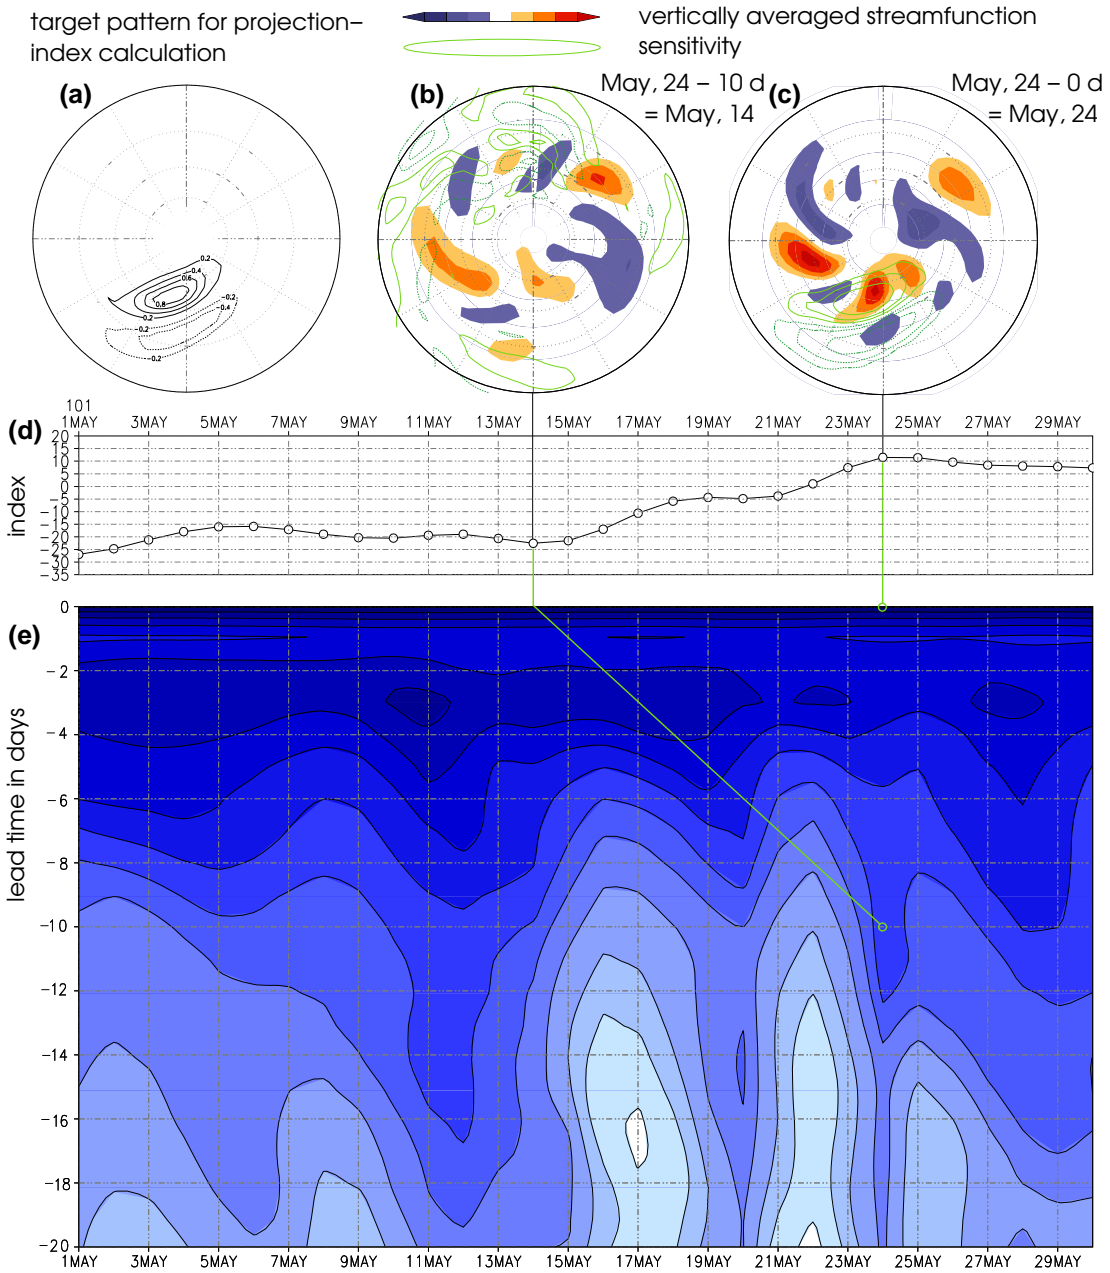 target pattern for projection–
index calculation
vertically averaged streamfunction
sensitivity
(a)
(b)
May, 24 – 10 d
= May, 14
(c)
May, 24 – 0 d
= May, 24
0.2
0.4
0.6
0.8
0.2
-0.2
-0.4
-0.2
-0.4
-0.2
(d)
101
1MAY 3MAY 5MAY 7MAY 9MAY 11MAY 13MAY 15MAY 17MAY 19MAY 21MAY 23MAY 25MAY 27MAY 29MAY
index
20
15
10
5
0
−5
−10
−15
−20
−25
−30
−35
(e)
lead time in days
0
−2
−4
−6
−8
−10
−12
−14
−16
−18
−20
1MAY 3MAY 5MAY 7MAY 9MAY 11MAY 13MAY 15MAY 17MAY 19MAY 21MAY 23MAY 25MAY 27MAY 29MAY